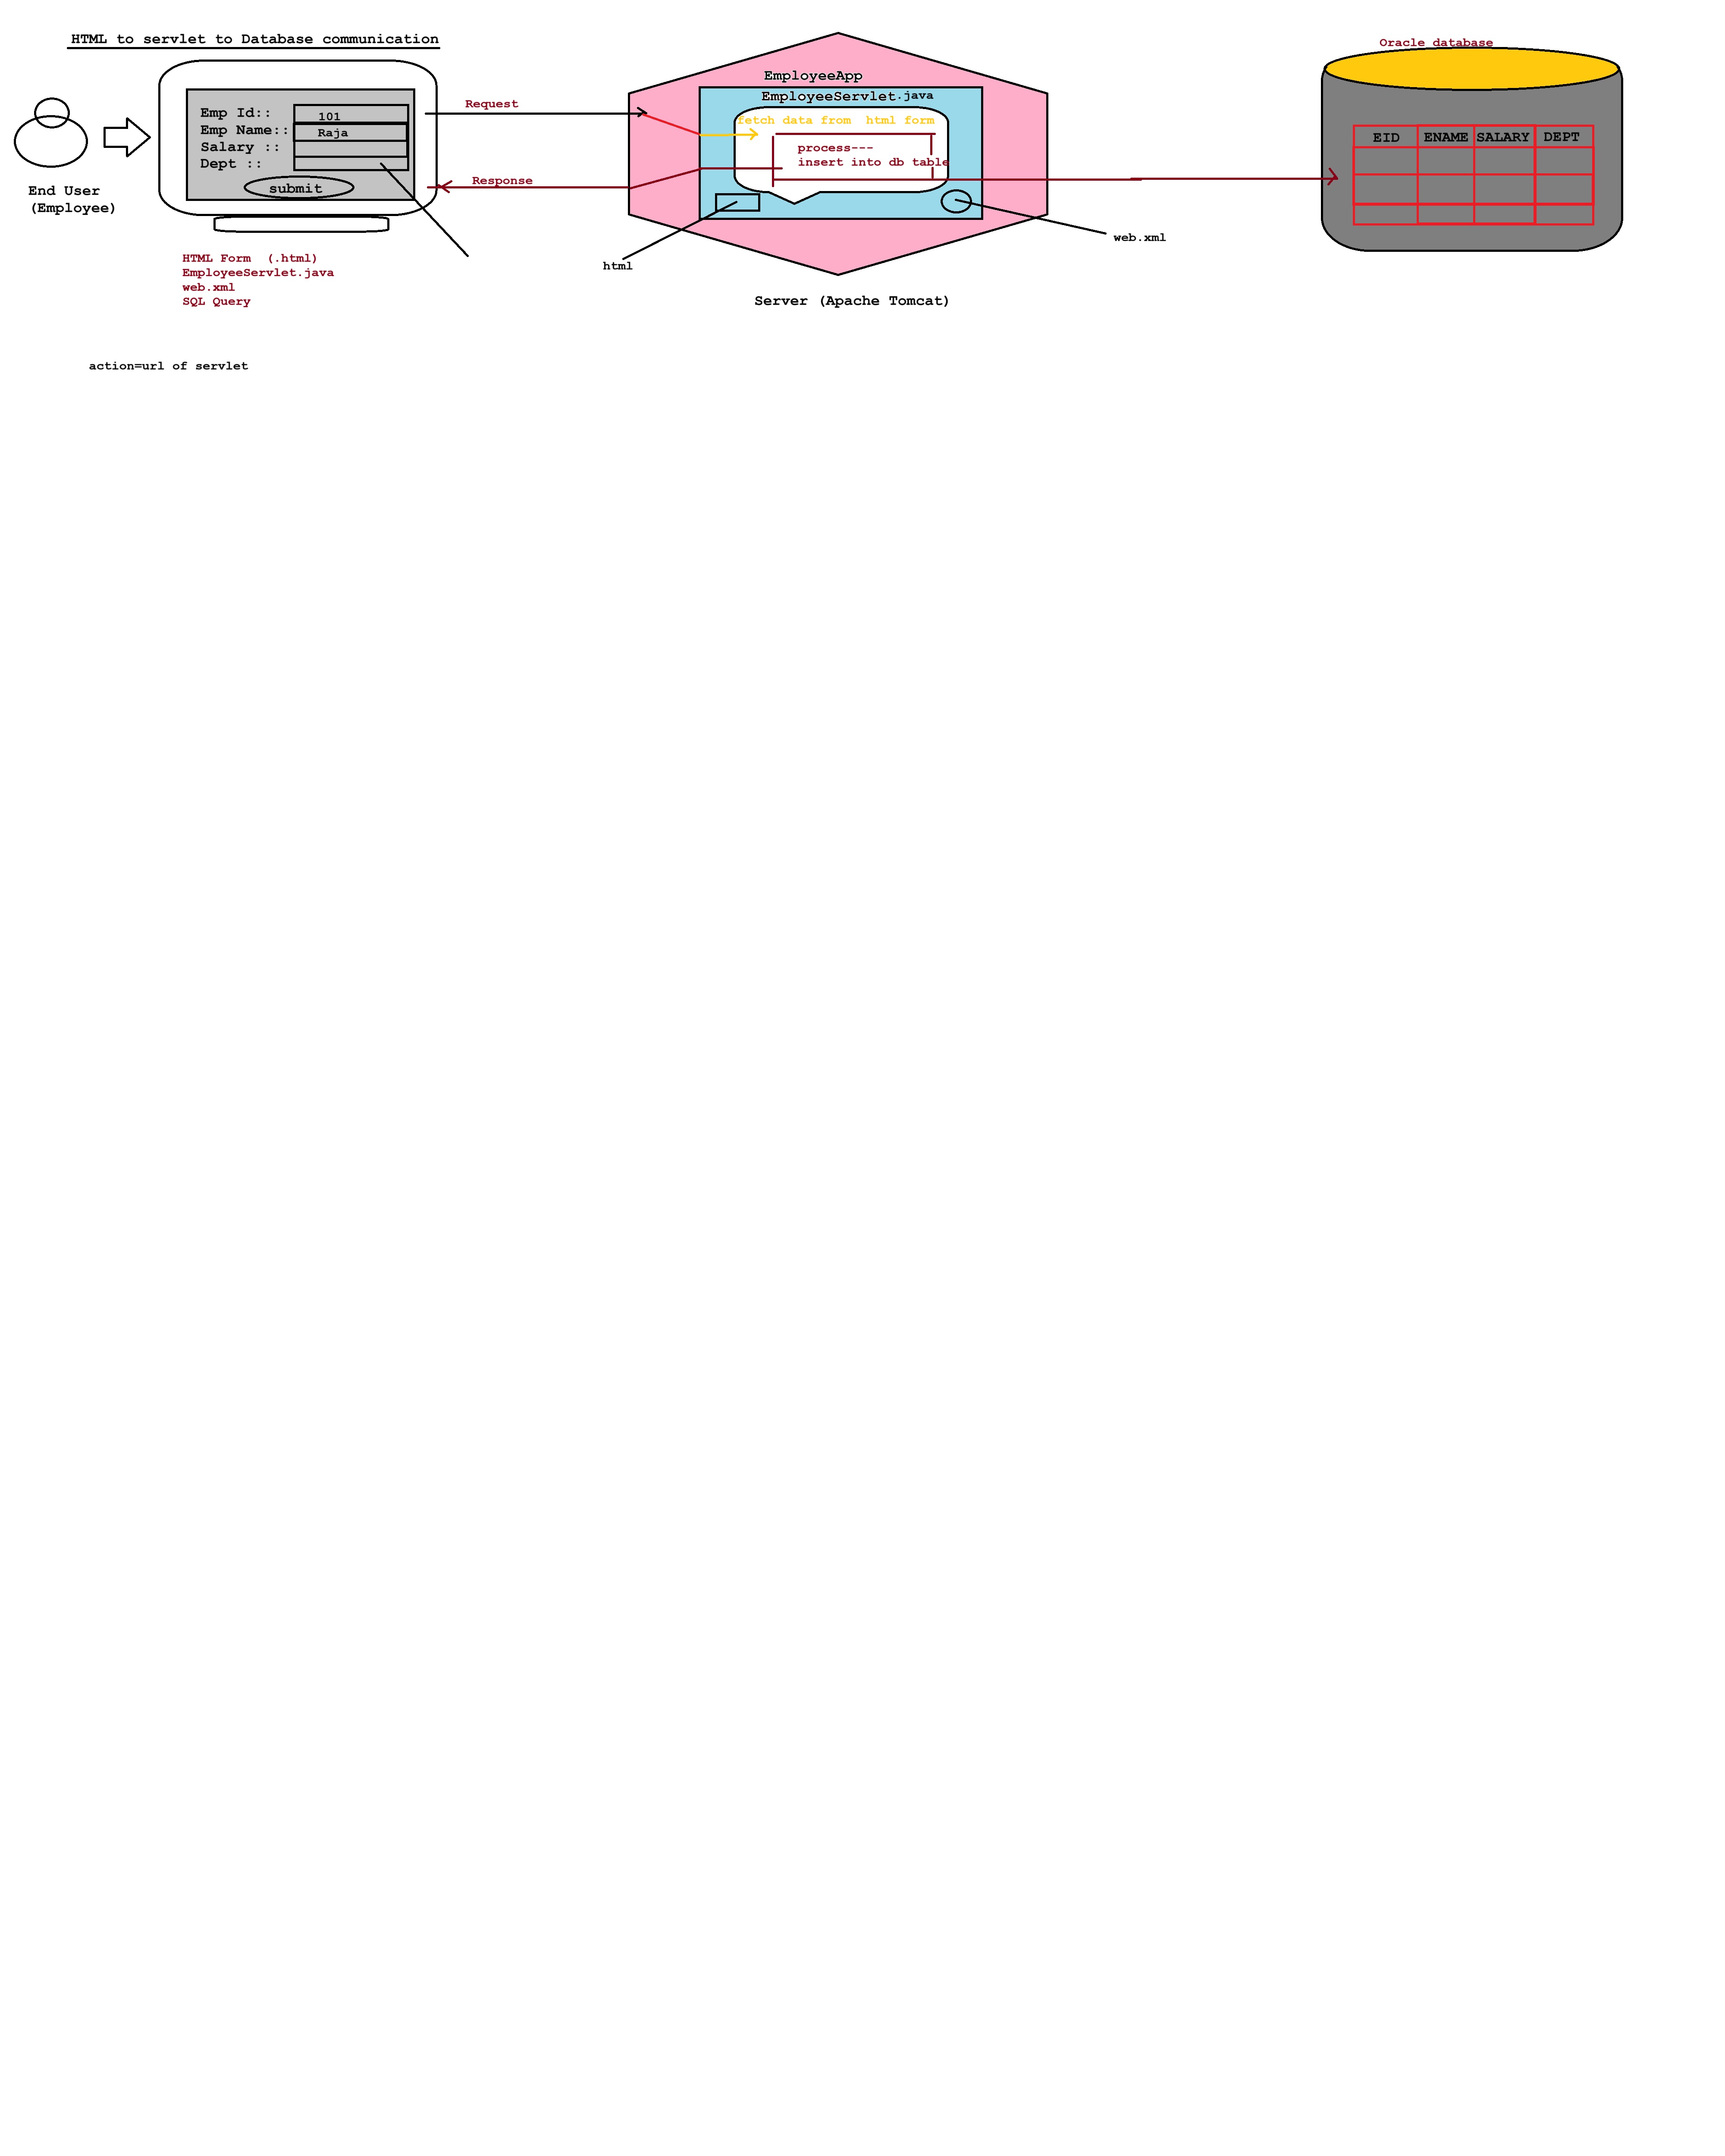 HTML to servlet to Database communication
Emp Id::
101
Emp Name::
Raja
Salary ::
Dept ::
submit
End User
(Employee)
HTML Form  (.html)
EmployeeServlet.java
web.xml
SQL Query
action=url of servlet
Request
Response
EmployeeApp
EmployeeServlet.java
fetch data from  html form
process---
insert into db table
html
web.xml
Server (Apache Tomcat)
Oracle database
EID ENAME SALARY DEPT